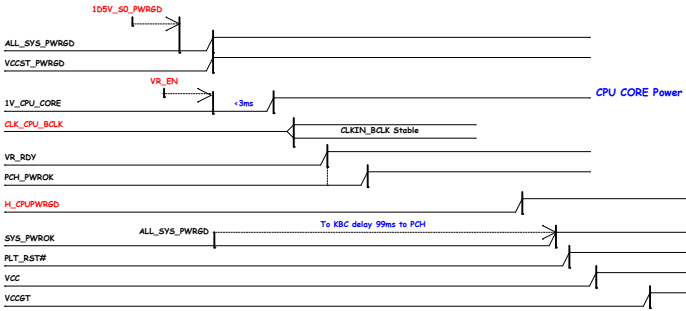 1D5V_S0_PWRGD
ALL_SYS_PWRGD
VCCST_PWRGD
VR_EN
CPU CORE Power
1V_CPU_CORE
<3ms
CLK_CPU_BCLK
CLKIN_BCLK Stable
VR_RDY
PCH_PWROK
H_CPUPWRGD
ALL_SYS_PWRGD
To KBC delay 99ms to PCH
SYS_PWROK
PLT_RST#
VCC
VCCGT